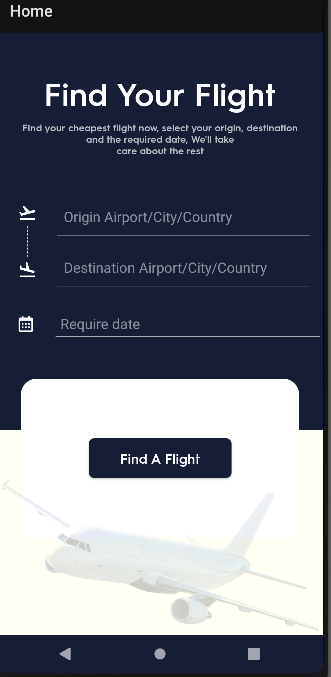 Home
Find Your Flight
Find your cheapest flight now, select your origin, destination
and the required date, We'll take
care about the rest
Origin Airport/City/Country
Destination Airport/City/Country
Require date
Find A Flight